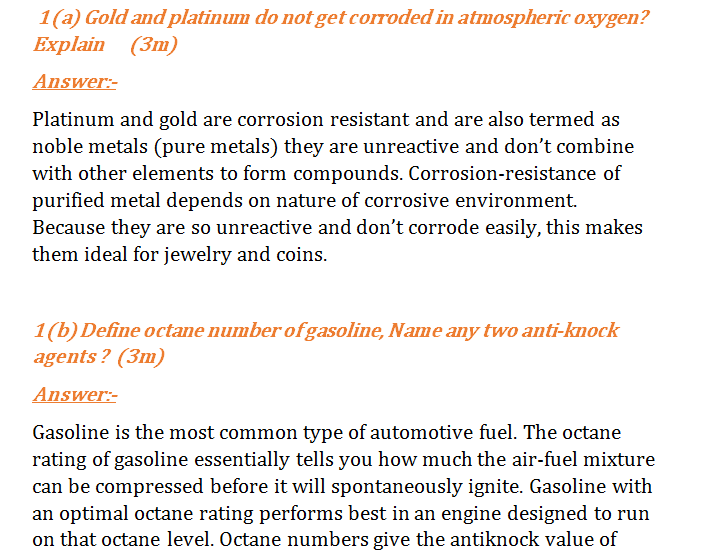 1(a) Gold and platinum do not get corroded in atmospheric oxygen?
Explain (3m)
Answer:-
Platinum and gold are corrosion resistant and are also termed as
noble metals (pure metals) they are unreactive and don’t combine
with other elements to form compounds. Corrosion-resistance of
purified metal depends on nature of corrosive environment.
Because they are so unreactive and don’t corrode easily, this makes
them ideal for jewelry and coins.
1(b) Define octane number of gasoline, Name any two anti-knock
agents ? (3m)
Answer:-
Gasoline is the most common type of automotive fuel. The octane
rating of gasoline essentially tells you how much the air-fuel mixture
can be compressed before it will spontaneously ignite. Gasoline with
an optimal octane rating performs best in an engine designed to run
on that octane level. Octane numbers give the antiknock value of